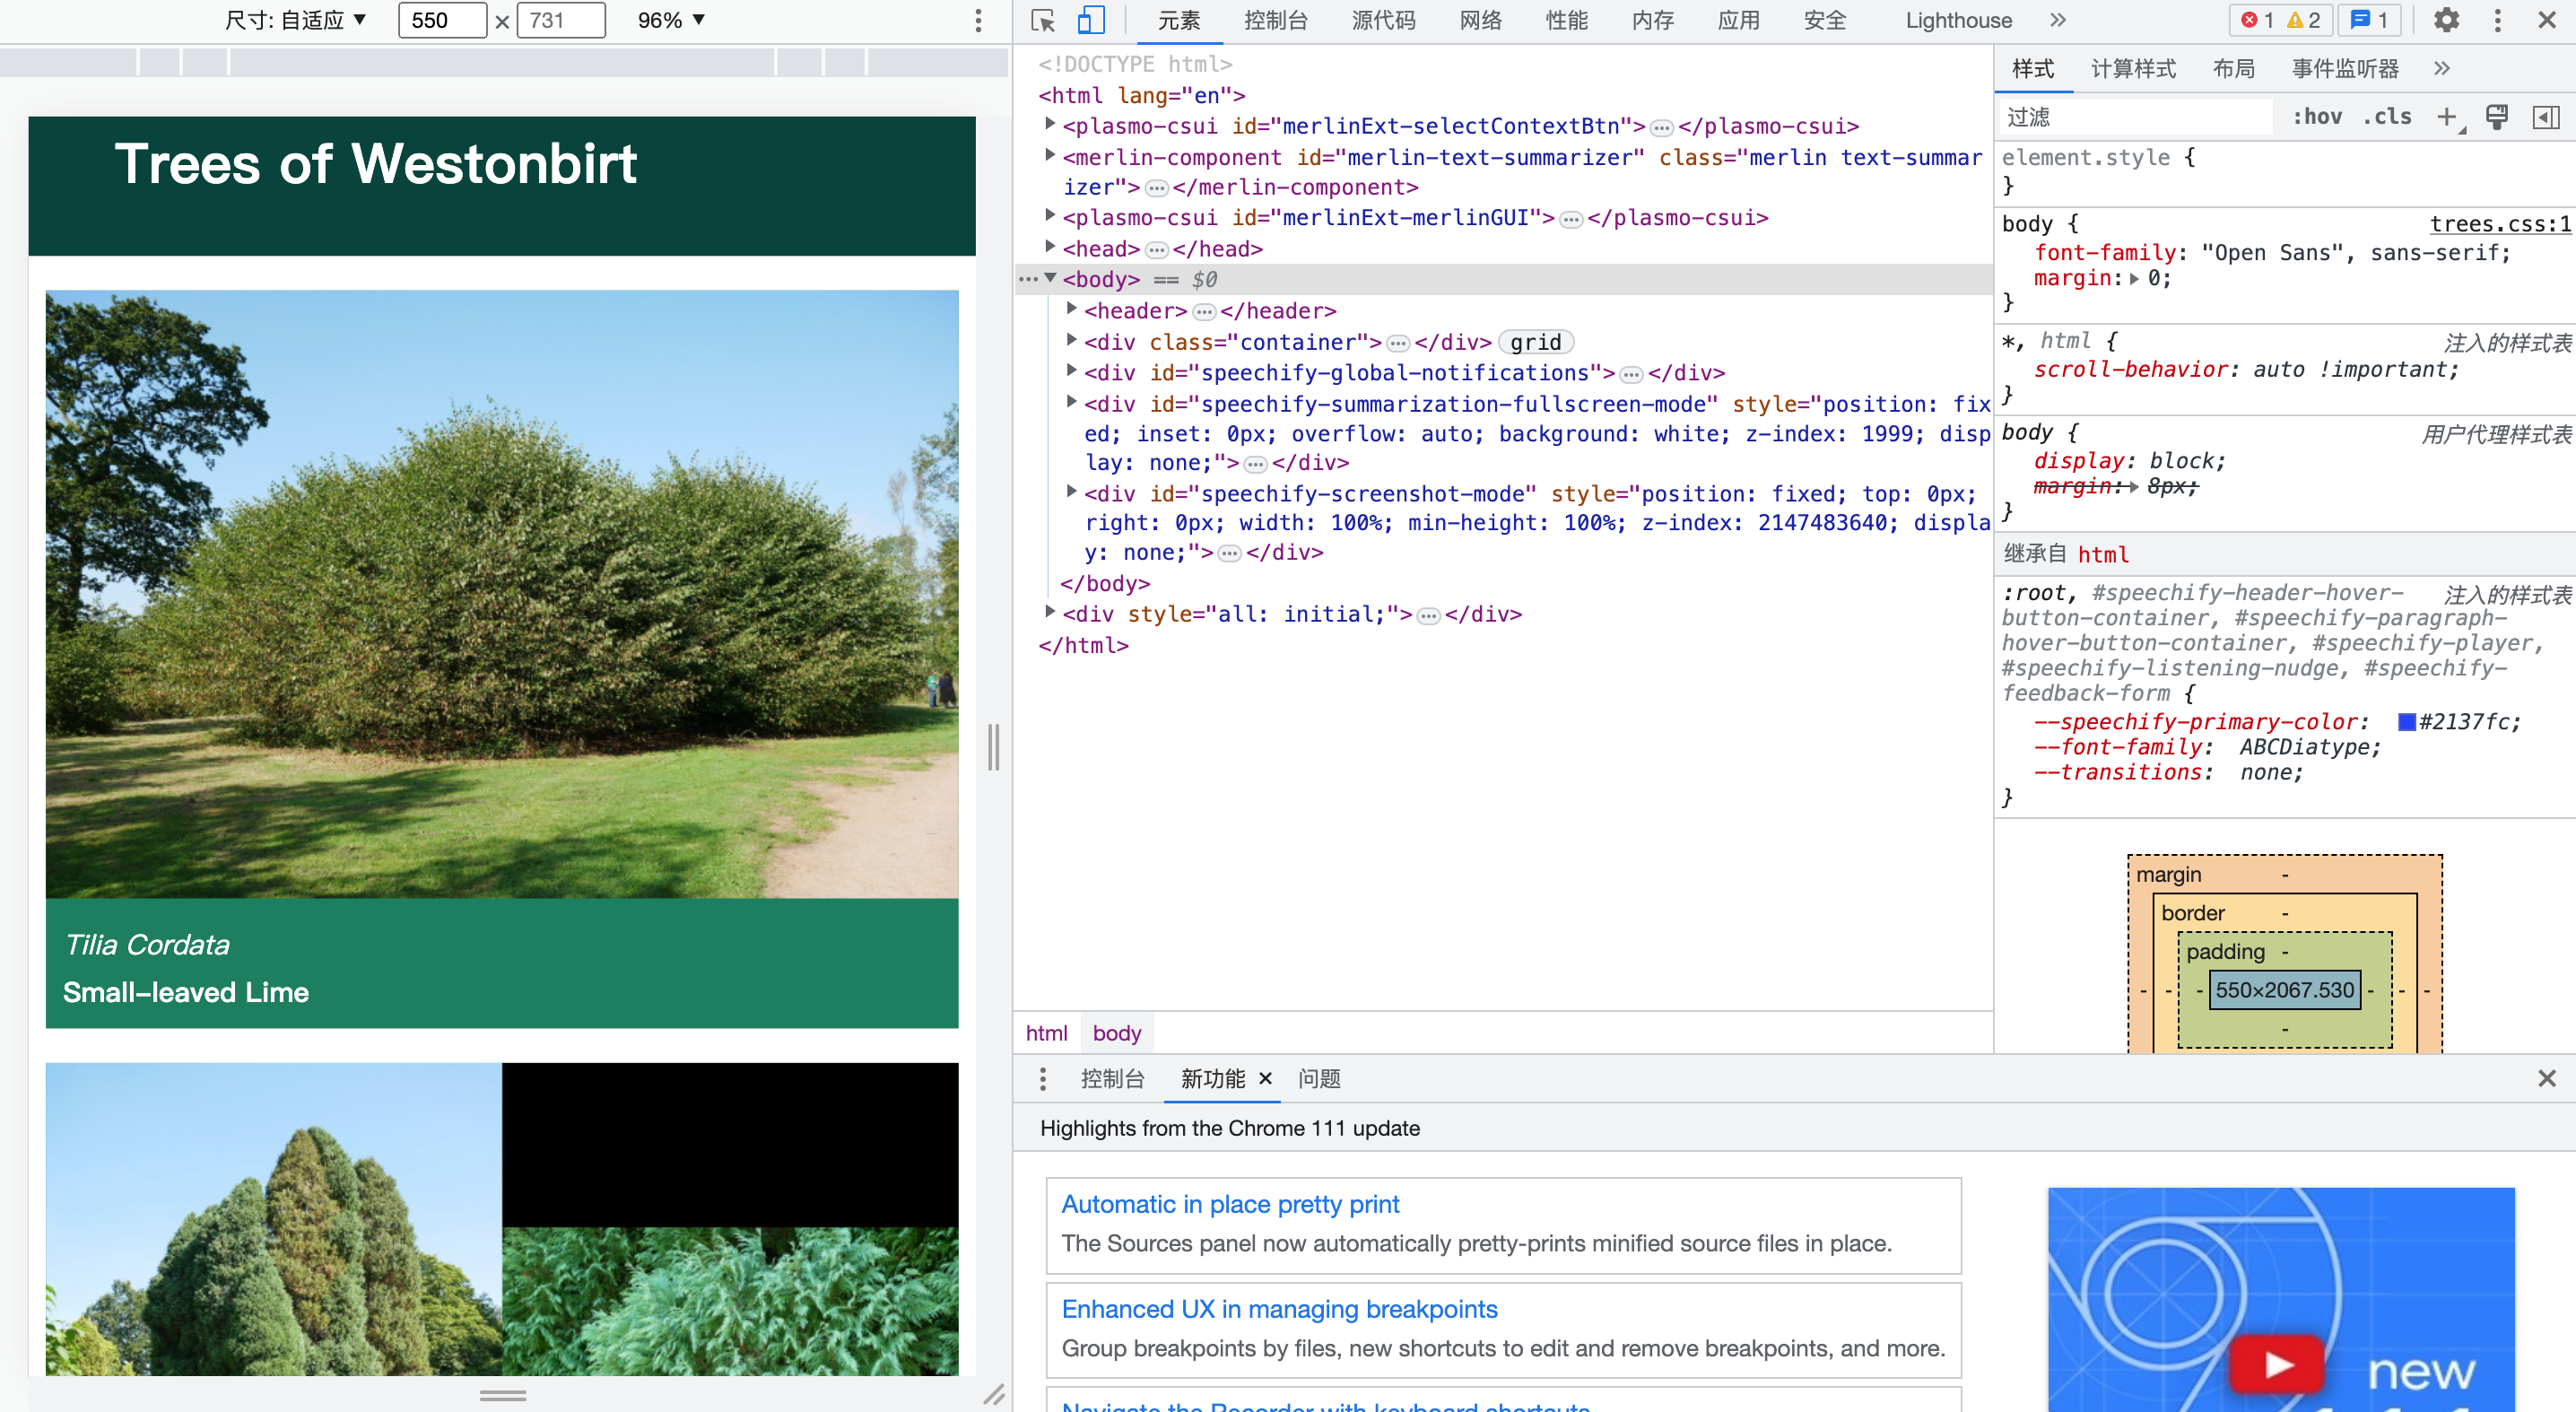 尺寸: 自适应 ▼ 550 × 731 96% ▼
Trees of Westonbirt
Tilia Cordata
Small-leaved Lime
元素 控制台 源代码 网络 性能 内存 应用 安全 Lighthouse » 1 2 1
<!DOCTYPE html>
<html lang="en">
<plasmo-csui id="merlinExt-selectContextBtn">…</plasmo-csui>
<merlin-component id="merlin-text-summarizer" class="merlin text-summar
izer">…</merlin-component>
<plasmo-csui id="merlinExt-merlinGUI">…</plasmo-csui>
<head>…</head>
… <body> == $0
<header>…</header>
<div class="container">…</div> grid
<div id="speechify-global-notifications">…</div>
<div id="speechify-summarization-fullscreen-mode" style="position: fix
ed; inset: 0px; overflow: auto; background: white; z-index: 1999; disp
lay: none;">…</div>
<div id="speechify-screenshot-mode" style="position: fixed; top: 0px;
right: 0px; width: 100%; min-height: 100%; z-index: 2147483640; displa
y: none;">…</div>
</body>
<div style="all: initial;">…</div>
</html>
html body
样式 计算样式 布局 事件监听器 »
过滤 :hov .cls +
element.style {
}
body { trees.css:1
font-family: "Open Sans", sans-serif;
margin: 0;
}
*, html { 注入的样式表
scroll-behavior: auto !important;
}
body { 用户代理样式表
display: block;
margin: 8px;
}
继承自 html
:root, #speechify-header-hover- 注入的样式表
button-container, #speechify-paragraph-
hover-button-container, #speechify-player,
#speechify-listening-nudge, #speechify-
feedback-form {
--speechify-primary-color: #2137fc;
--font-family: ABCDiatype;
--transitions: none;
}
margin -
border -
padding -
- - - 550×2067.530 - - -
-
控制台 新功能 × 问题
Highlights from the Chrome 111 update
Automatic in place pretty print
The Sources panel now automatically pretty-prints minified source files in place.
Enhanced UX in managing breakpoints
Group breakpoints by files, new shortcuts to edit and remove breakpoints, and more.
Navigate the Recorder with keyboard shortcuts
new